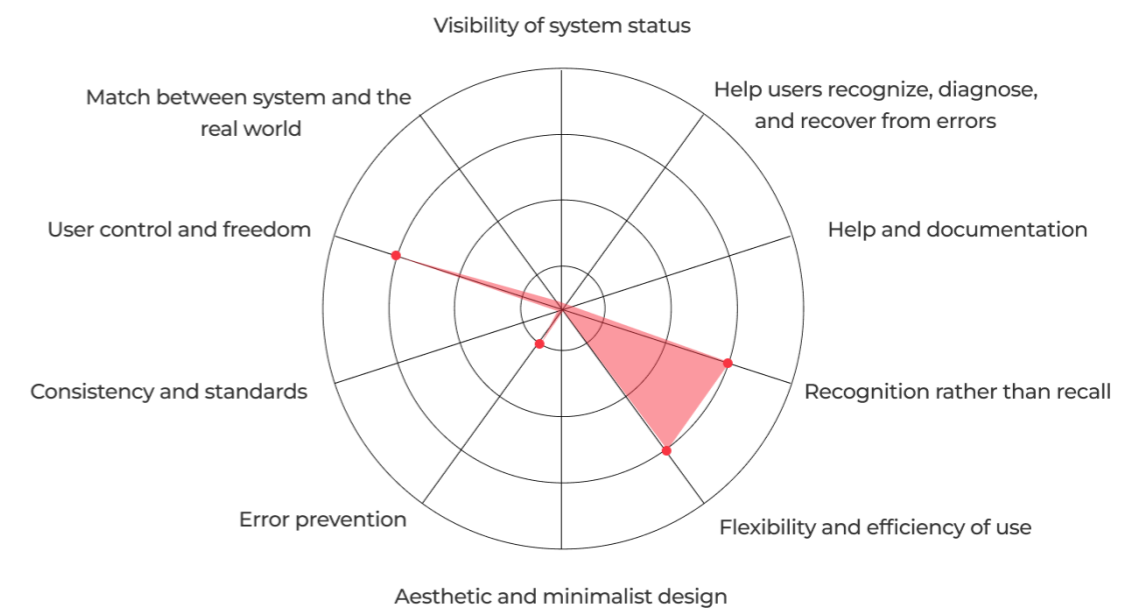 Visibility of system status
Help users recognize, diagnose,
and recover from errors
Match between system and the
real world
User control and freedom
Help and documentation
Consistency and standards
Recognition rather than recall
Error prevention
Flexibility and efficiency of use
Aesthetic and minimalist design